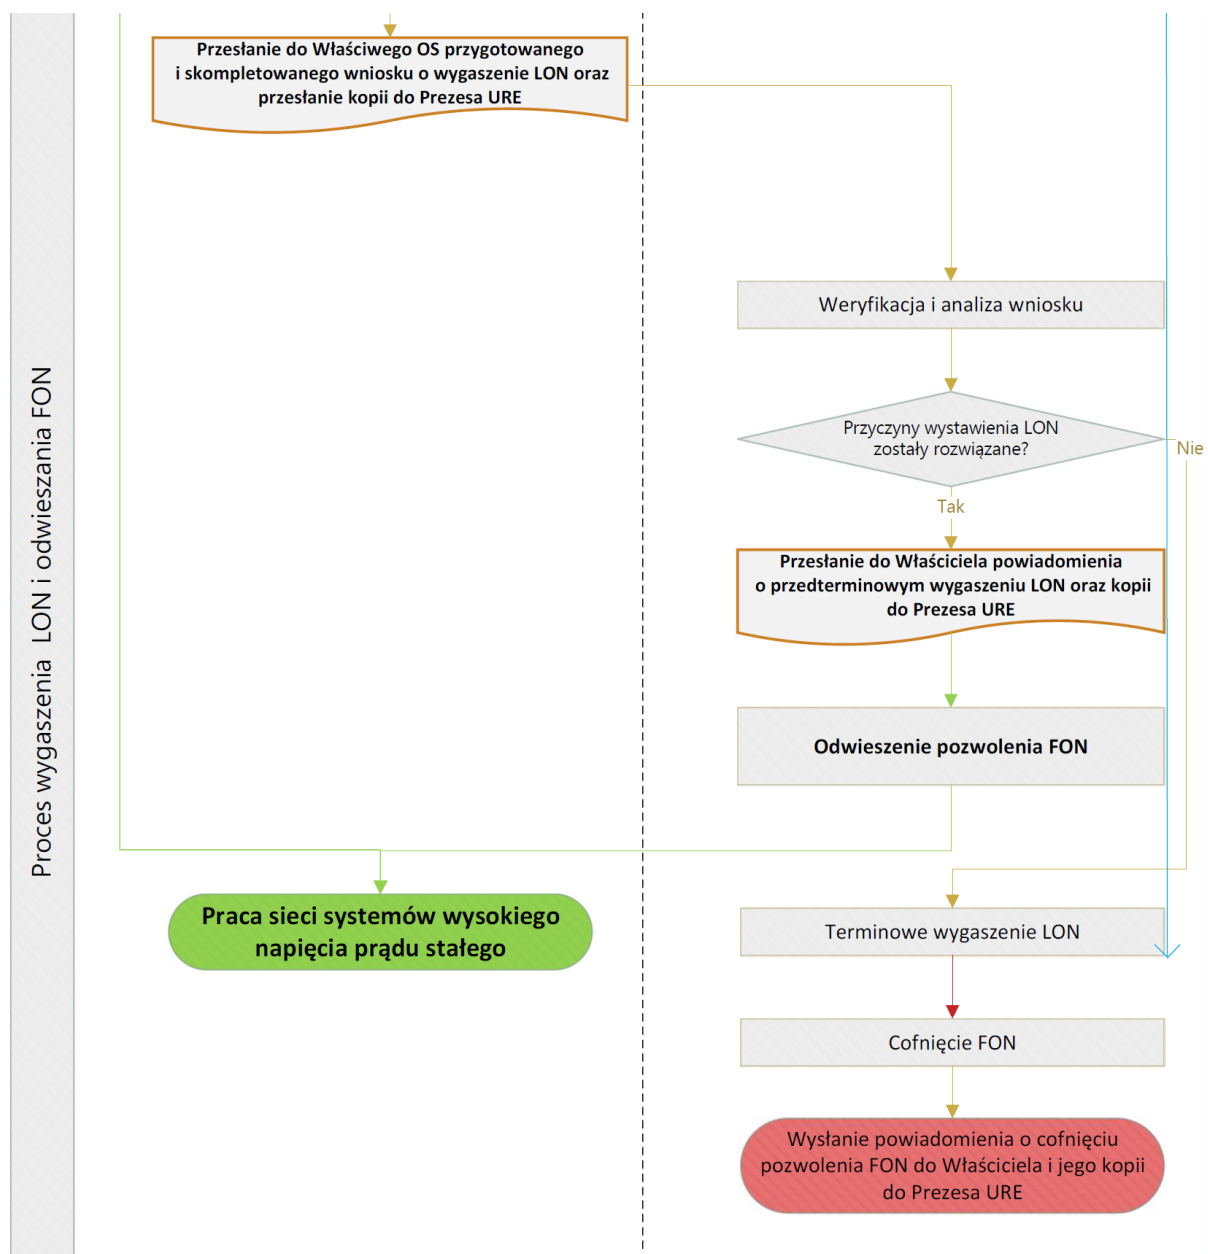 Proces wygaszenia LON i odwieszania FON
Przesłanie do Właściwego OS przygotowanego
i skompletowanego wniosku o wygaszenie LON oraz
przesłanie kopii do Prezesa URE
Weryfikacja i analiza wniosku
Przyczyny wystawienia LON
zostały rozwiązane?
Nie
Tak
Przesłanie do Właściciela powiadomienia
o przedterminowym wygaszeniu LON oraz kopii
do Prezesa URE
Odwieszenie pozwolenia FON
Praca sieci systemów wysokiego
napięcia prądu stałego
Terminowe wygaszenie LON
Cofnięcie FON
Wysłanie powiadomienia o cofnięciu
pozwolenia FON do Właściciela i jego kopii
do Prezesa URE